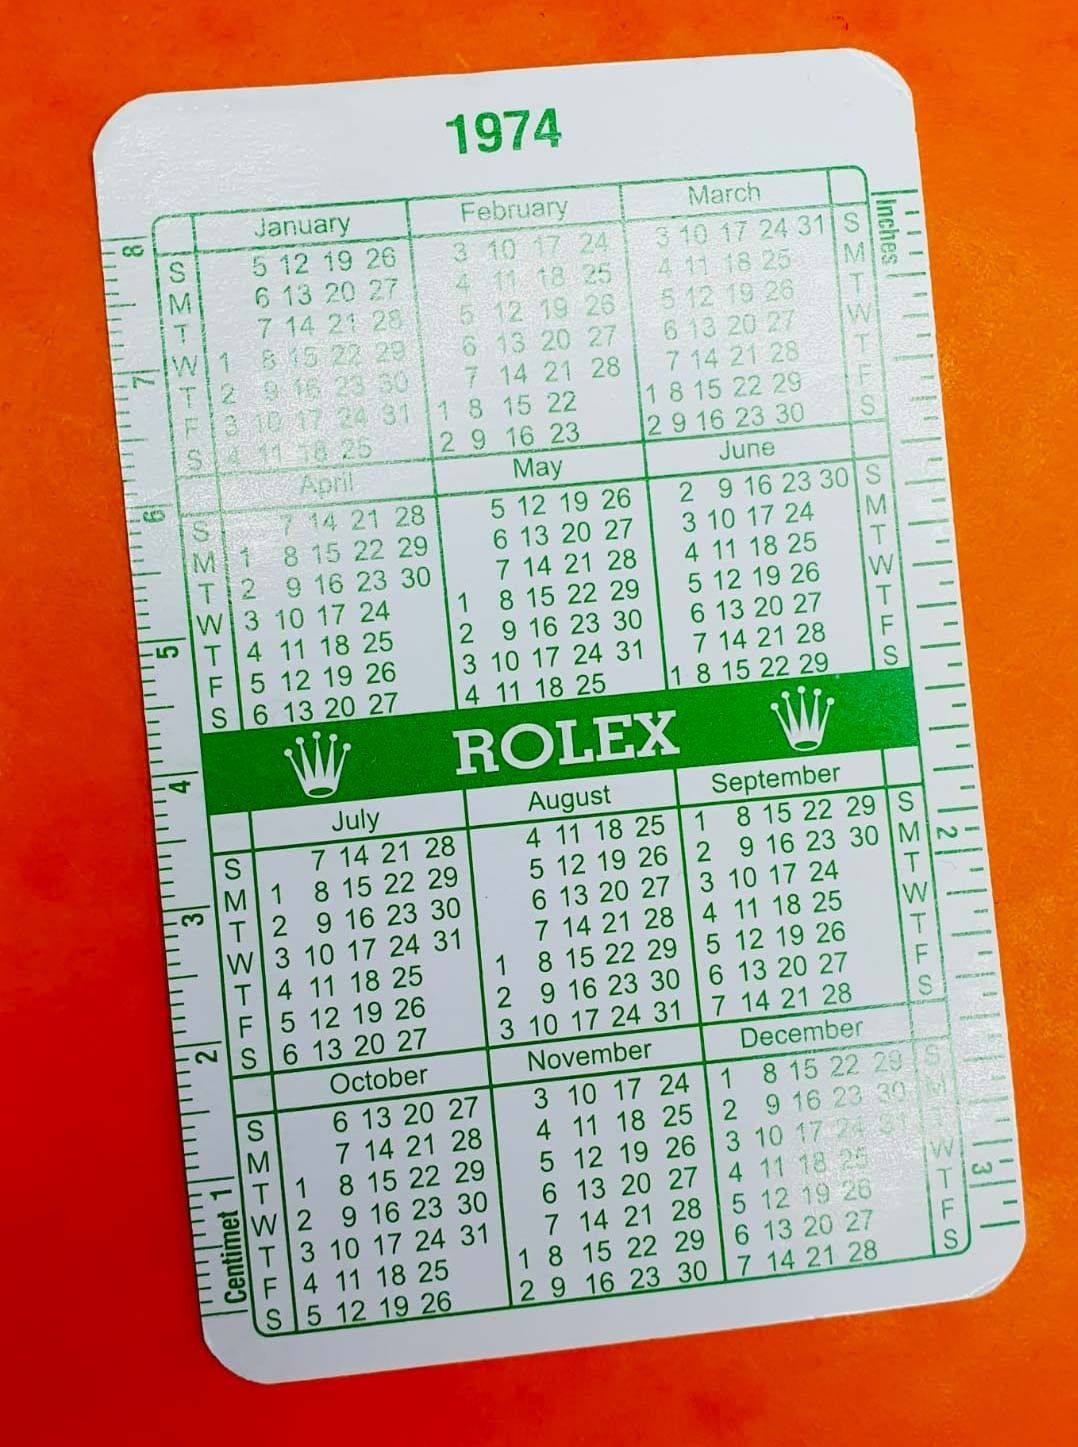 1974
January February March
S 5 12 19 26 3 10 17 24 3 10 17 24 31 S
M 6 13 20 27 4 11 18 25 4 11 18 25 M
T 7 14 21 28 5 12 19 26 5 12 19 26 T
W 1 8 15 22 29 6 13 20 27 6 13 20 27 W
T 2 9 16 23 30 7 14 21 28 7 14 21 28 T
F 3 10 17 24 31 1 8 15 22 1 8 15 22 29 F
S 4 11 18 25 2 9 16 23 2 9 16 23 30 S
April May June
S 7 14 21 28 5 12 19 26 2 9 16 23 30 S
M 1 8 15 22 29 6 13 20 27 3 10 17 24 M
T 2 9 16 23 30 7 14 21 28 4 11 18 25 T
W 3 10 17 24 1 8 15 22 29 5 12 19 26 W
T 4 11 18 25 2 9 16 23 30 6 13 20 27 T
F 5 12 19 26 3 10 17 24 31 7 14 21 28 F
S 6 13 20 27 4 11 18 25 1 8 15 22 29 S
ROLEX
July August September
S 7 14 21 28 4 11 18 25 1 8 15 22 29 S
M 1 8 15 22 29 5 12 19 26 2 9 16 23 30 M
T 2 9 16 23 30 6 13 20 27 3 10 17 24 T
W 3 10 17 24 31 7 14 21 28 4 11 18 25 W
T 4 11 18 25 1 8 15 22 29 5 12 19 26 T
F 5 12 19 26 2 9 16 23 30 6 13 20 27 F
S 6 13 20 27 3 10 17 24 31 7 14 21 28 S
October November December
S 6 13 20 27 3 10 17 24 1 8 15 22 29 S
M 7 14 21 28 4 11 18 25 2 9 16 23 30 M
T 1 8 15 22 29 5 12 19 26 3 10 17 24 31
W 2 9 16 23 30 6 13 20 27 4 11 18 25 W
T 3 10 17 24 31 7 14 21 28 5 12 19 26 T
F 4 11 18 25 1 8 15 22 29 6 13 20 27 F
S 5 12 19 26 2 9 16 23 30 7 14 21 28 S
Centimet 1 2 3 4 5 6 7 8
Inches 2 3